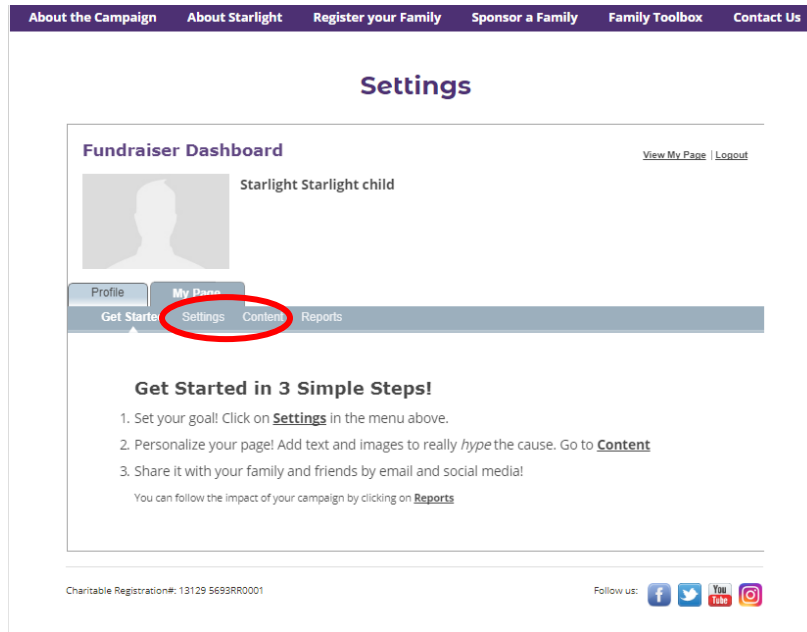 About the Campaign About Starlight Register your Family Sponsor a Family Family Toolbox Contact Us
Settings
Fundraiser Dashboard
View My Page | Logout
Starlight Starlight child
Profile My Page
Get Starte Settings Content Reports
Get Started in 3 Simple Steps!
1. Set your goal! Click on Settings in the menu above.
2. Personalize your page! Add text and images to really hype the cause. Go to Content
3. Share it with your family and friends by email and social media!
You can follow the impact of your campaign by clicking on Reports
Charitable Registration#: 13129 5693RR0001
Follow us: f You Tube